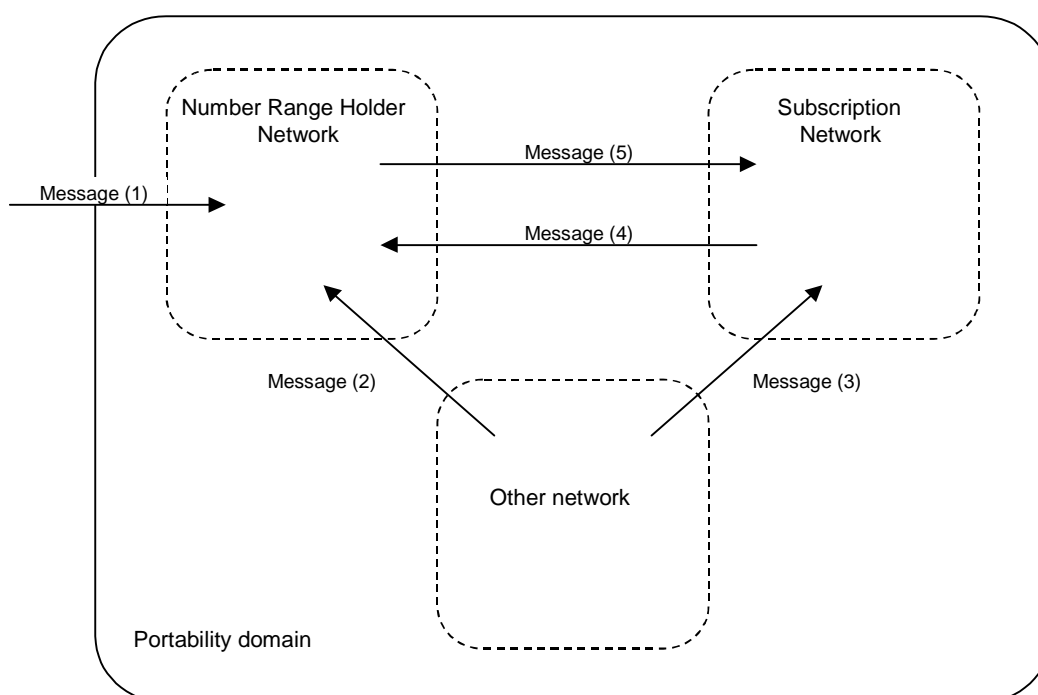 Number Range Holder
Network
Subscription
Network
Message (5)
Message (1)
Message (4)
Message (2)
Message (3)
Other network
Portability domain